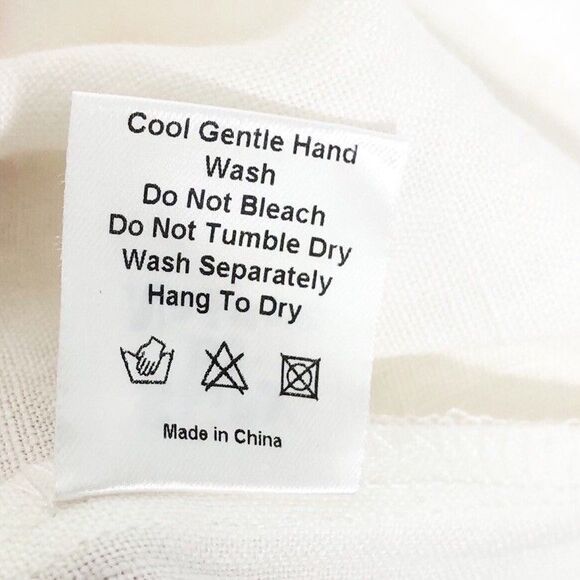 Cool Gentle Hand
Wash
Do Not Bleach
Do Not Tumble Dry
Wash Separately
Hang To Dry
Made in China